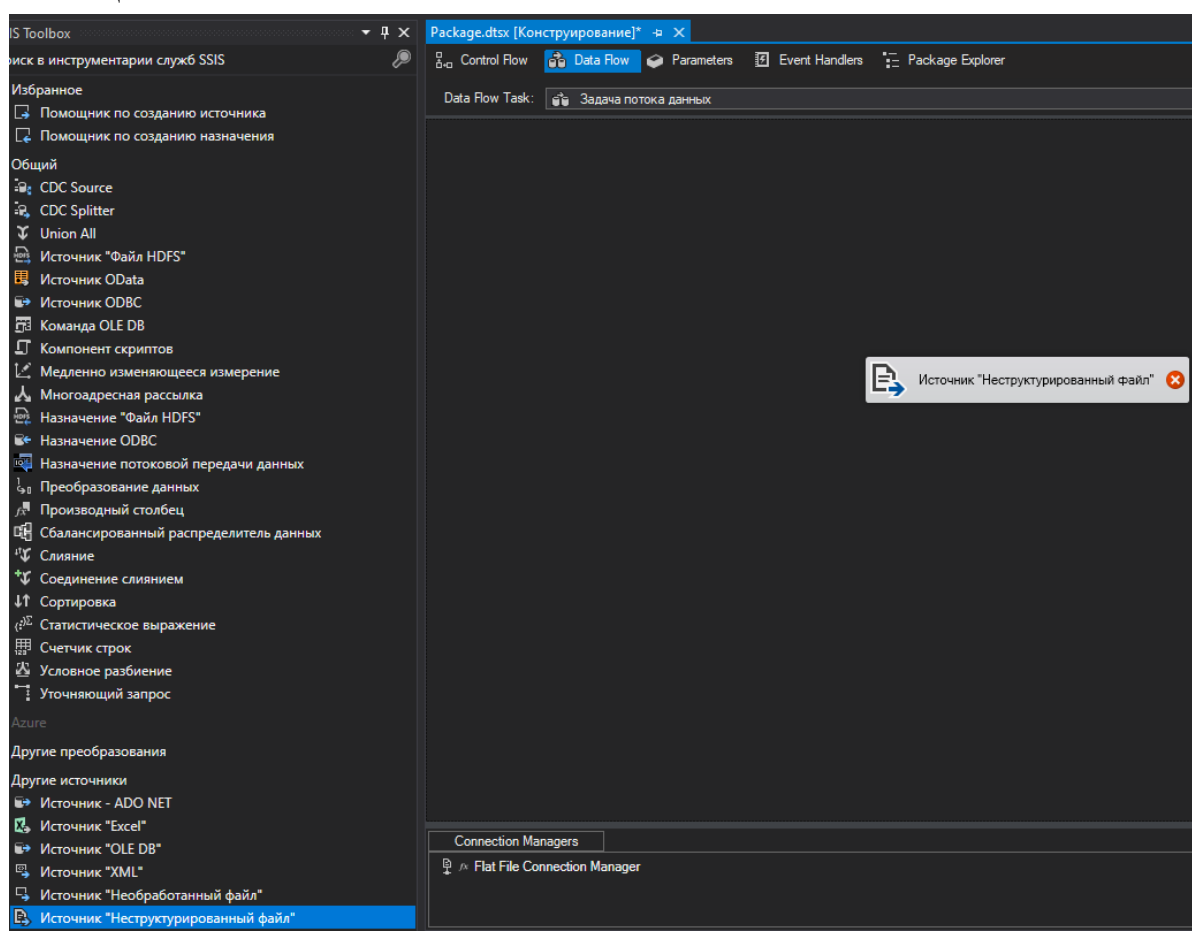 IS Toolbox
оиск в инструментарии служб SSIS
Избранное
Помощник по созданию источника
Помощник по созданию назначения
Общий
CDC Source
CDC Splitter
Union All
Источник "Файл HDFS"
Источник OData
Источник ODBC
Команда OLE DB
Компонент скриптов
Медленно изменяющееся измерение
Многоадресная рассылка
Назначение "Файл HDFS"
Назначение ODBC
Назначение потоковой передачи данных
Преобразование данных
Производный столбец
Сбалансированный распределитель данных
Слияние
Соединение слиянием
Сортировка
Статистическое выражение
Счетчик строк
Условное разбиение
Уточняющий запрос
Azure
Другие преобразования
Другие источники
Источник - ADO NET
Источник "Excel"
Источник "OLE DB"
Источник "XML"
Источник "Необработанный файл"
Источник "Неструктурированный файл"
Package.dtsx [Конструирование]*
Control Flow Data Flow Parameters Event Handlers Package Explorer
Data Flow Task: Задача потока данных
Источник "Неструктурированный файл"
Connection Managers
fx Flat File Connection Manager